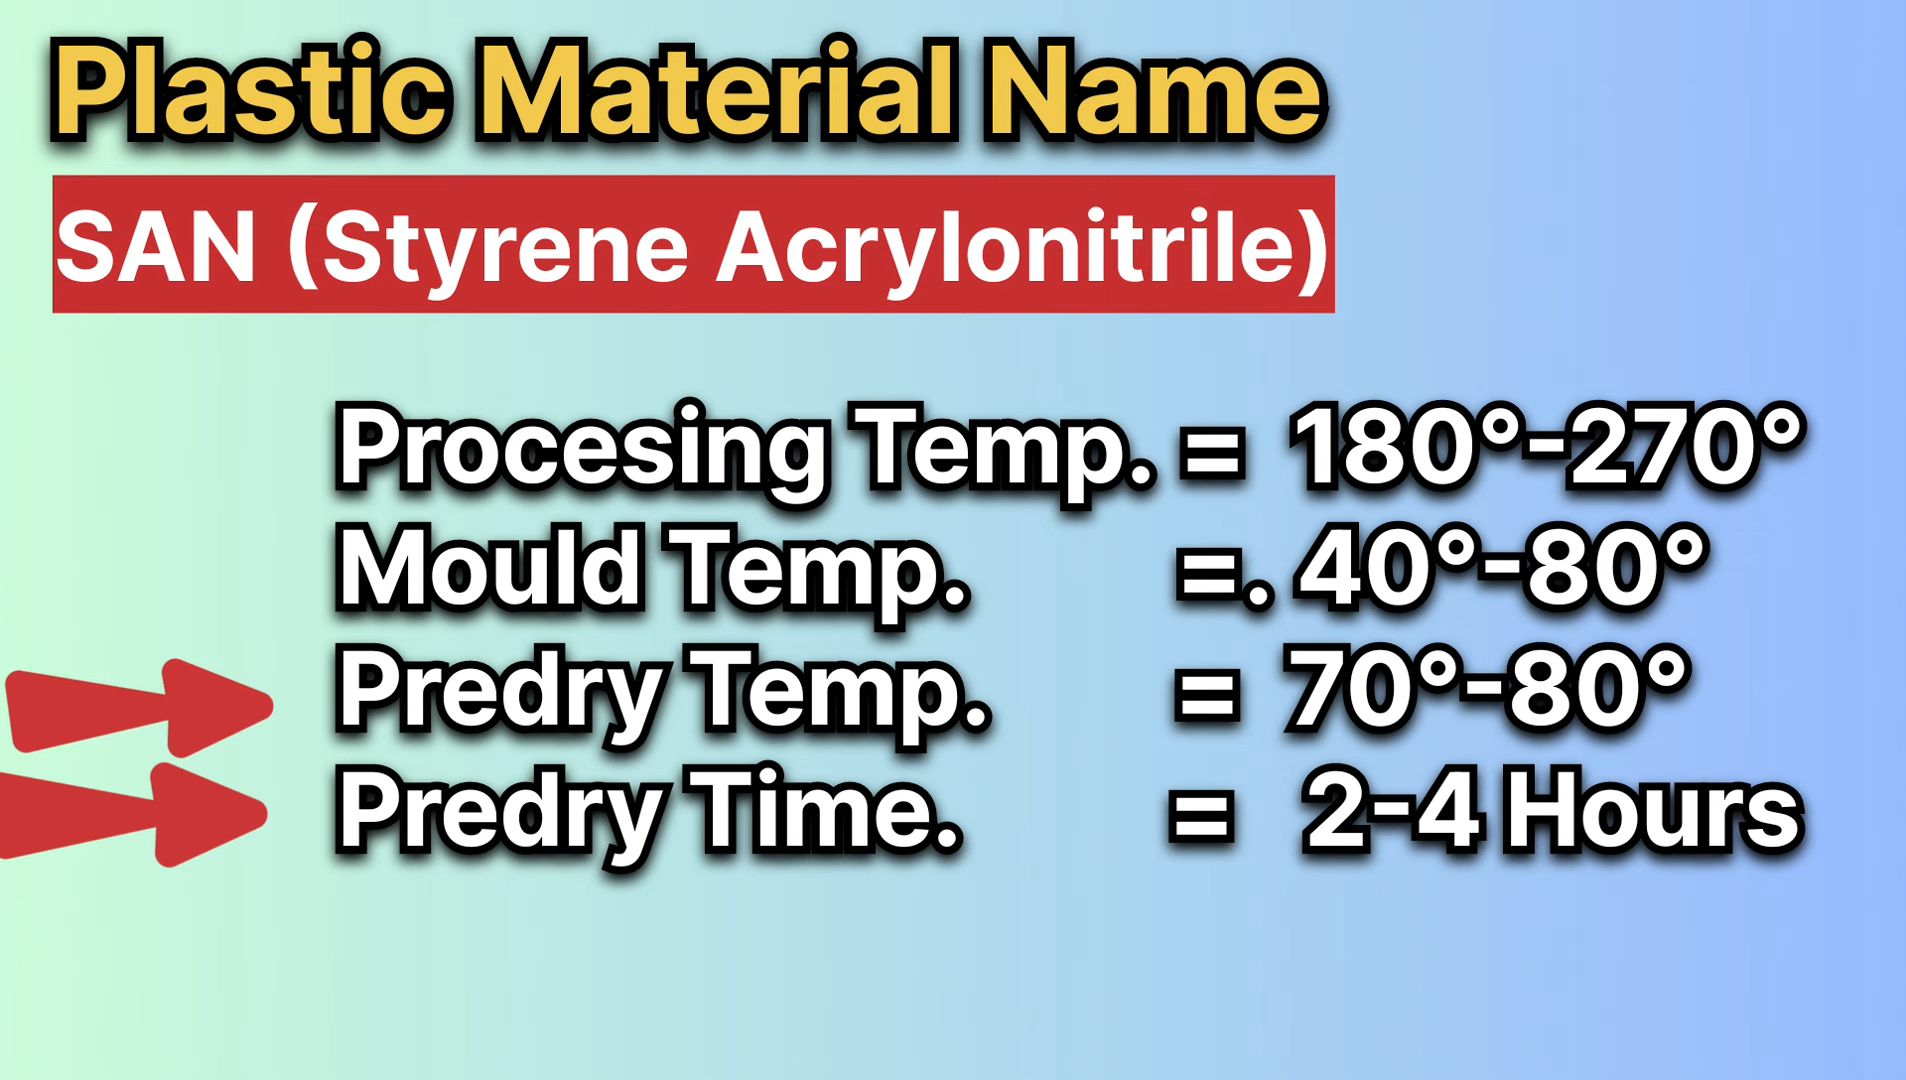 Plastic Material Name
SAN (Styrene Acrylonitrile)
Procesing Temp. = 180°-270°
Mould Temp. =. 40°-80°
Predry Temp. = 70°-80°
Predry Time. = 2-4 Hours